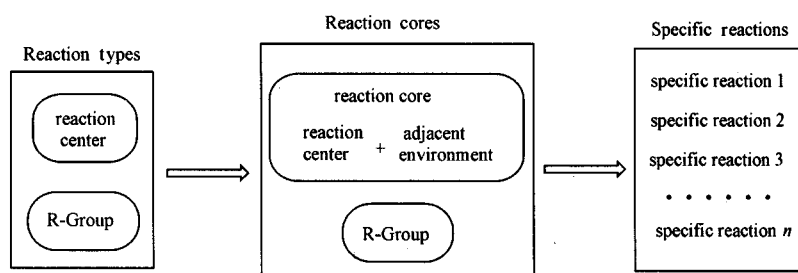 Reaction types
reaction
center
R-Group
Reaction cores
reaction core
reaction
center
+
adjacent
environment
R-Group
Specific reactions
specific reaction 1
specific reaction 2
specific reaction 3
. . . . . .
specific reaction n